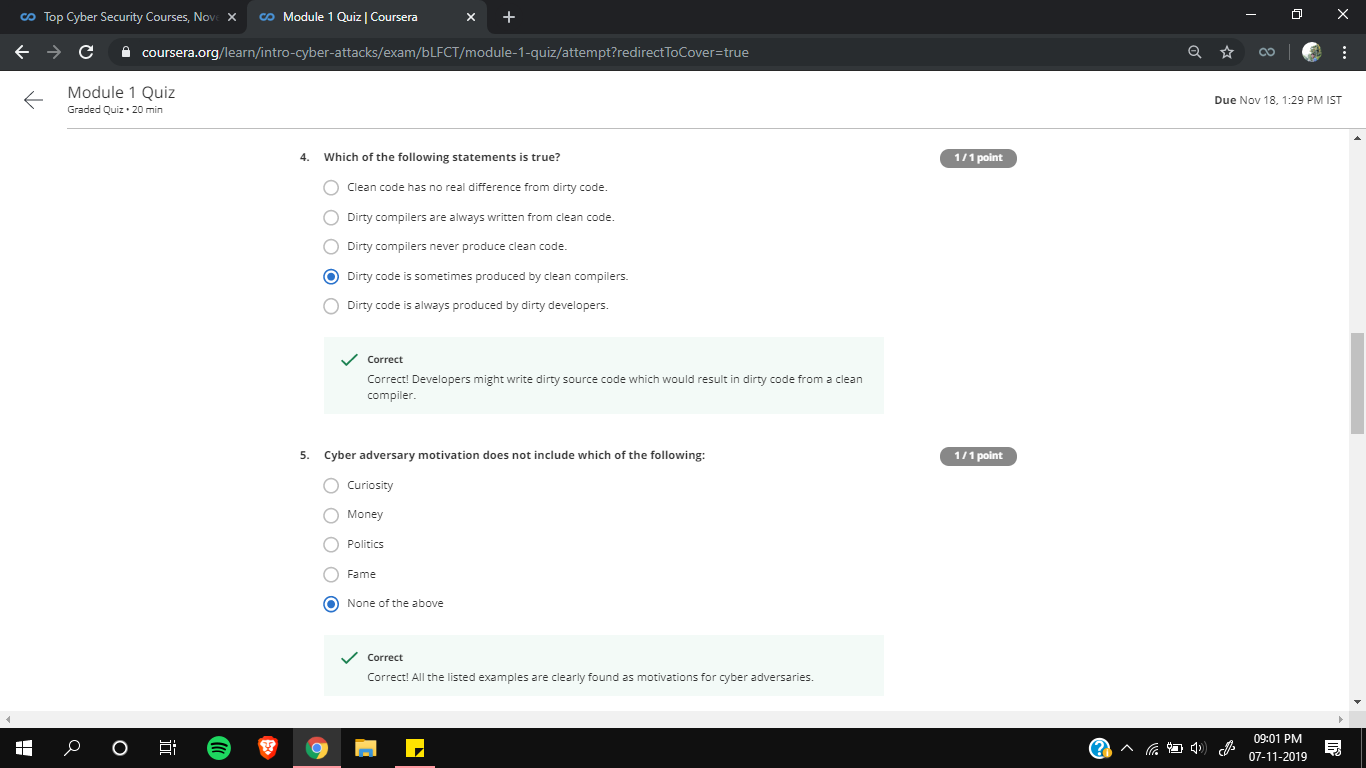 Top Cyber Security Courses, Nov
Module 1 Quiz | Coursera
coursera.org/learn/intro-cyber-attacks/exam/bLFCT/module-1-quiz/attempt?redirectToCover=true
Module 1 Quiz
Graded Quiz • 20 min
Due Nov 18, 1:29 PM IST
4. Which of the following statements is true?
1 / 1 point
Clean code has no real difference from dirty code.
Dirty compilers are always written from clean code.
Dirty compilers never produce clean code.
Dirty code is sometimes produced by clean compilers.
Dirty code is always produced by dirty developers.
Correct
Correct! Developers might write dirty source code which would result in dirty code from a clean
compiler.
5. Cyber adversary motivation does not include which of the following:
1 / 1 point
Curiosity
Money
Politics
Fame
None of the above
Correct
Correct! All the listed examples are clearly found as motivations for cyber adversaries.
09:01 PM
07-11-2019